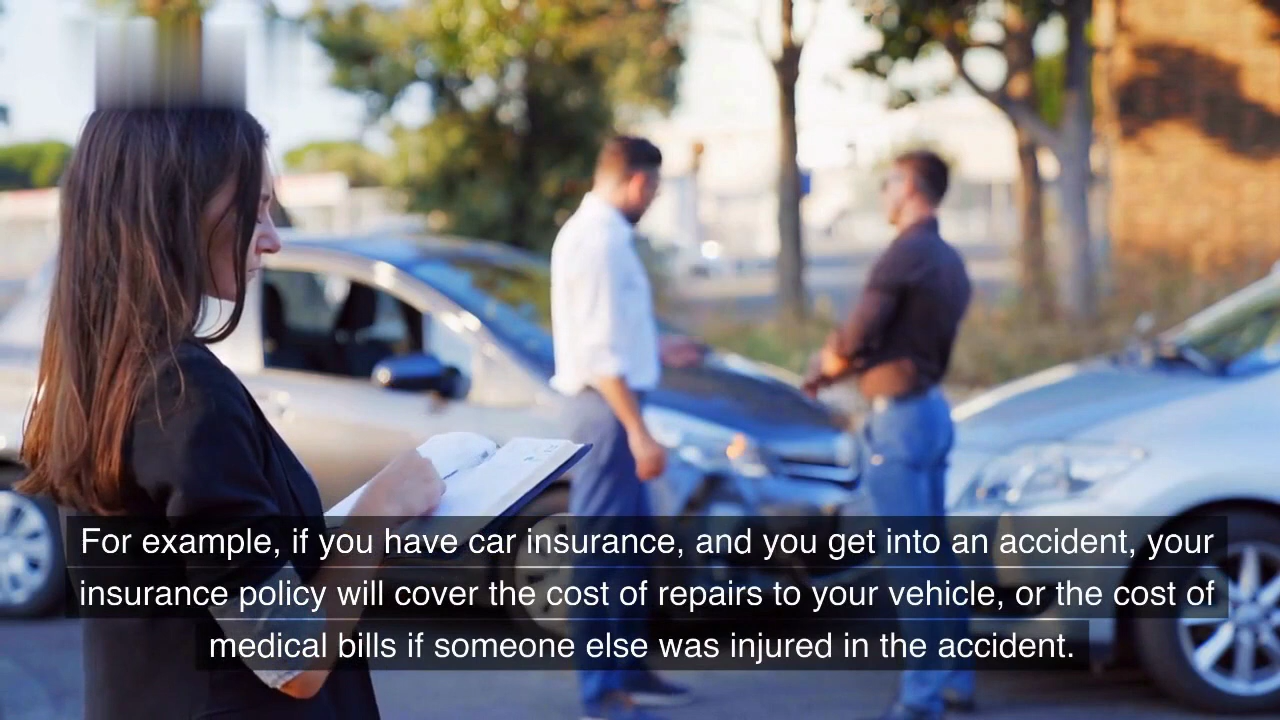 For example, if you have car insurance, and you get into an accident, your
insurance policy will cover the cost of repairs to your vehicle, or the cost of
medical bills if someone else was injured in the accident.